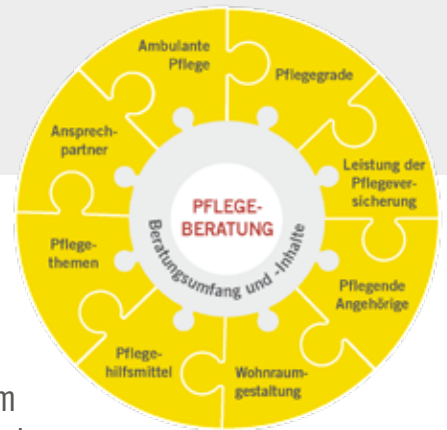 Ambulante
Pflege
Pflegegrade
Leistung der
Pflegever-
sicherung
Pflegende
Angehörige
Wohnraum-
gestaltung
Pflege-
hilfsmittel
Pflege-
themen
Ansprech-
partner
PFLEGE-
BERATUNG
Beratungsumfang und -Inhalte
m